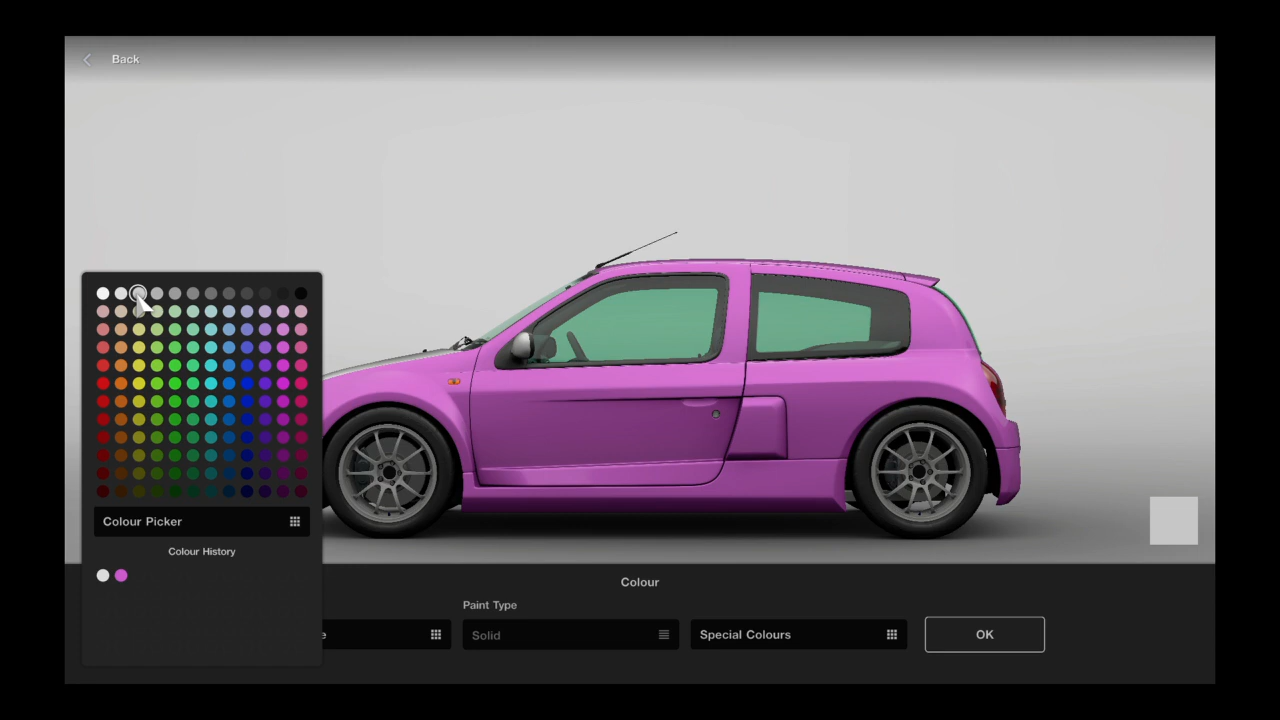 Back
Colour Picker
Colour History
Colour
Paint Type
e
Solid
Special Colours
OK